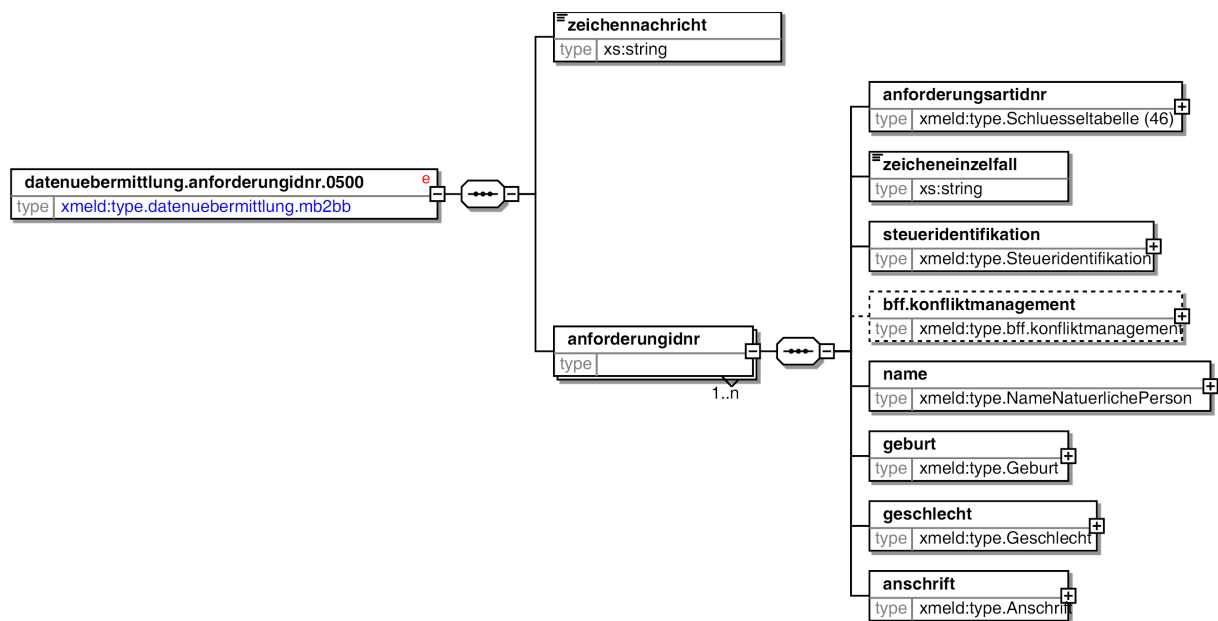 zeichennachricht
type xs:string
anforderungsartidnr
type xmeld:type.Schluesseltabelle (46)
zeicheneinzelfall
type xs:string
datenuebermittlung.anforderungidnr.0500 e
type xmeld:type.datenuebermittlung.mb2bb
steueridentifikation
type xmeld:type.Steueridentifikation
bff.konfliktmanagement
type xmeld:type.bff.konfliktmanagement
anforderungidnr
type
1..n
name
type xmeld:type.NameNatuerlichePerson
geburt
type xmeld:type.Geburt
geschlecht
type xmeld:type.Geschlecht
anschrift
type xmeld:type.Anschrift